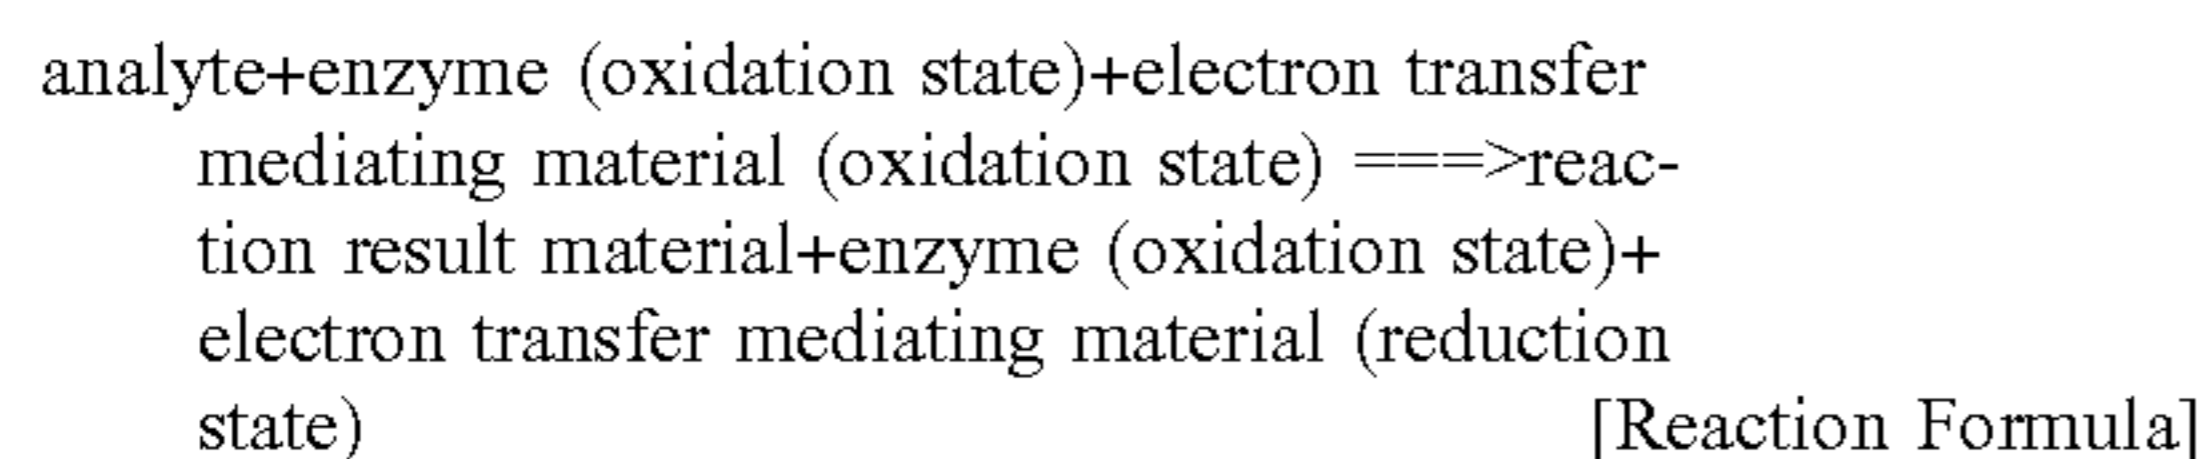 analyte+enzyme (oxidation state)+electron transfer
mediating material (oxidation state) ===>reac-
tion result material+enzyme (oxidation state)+
electron transfer mediating material (reduction
state) [Reaction Formula]